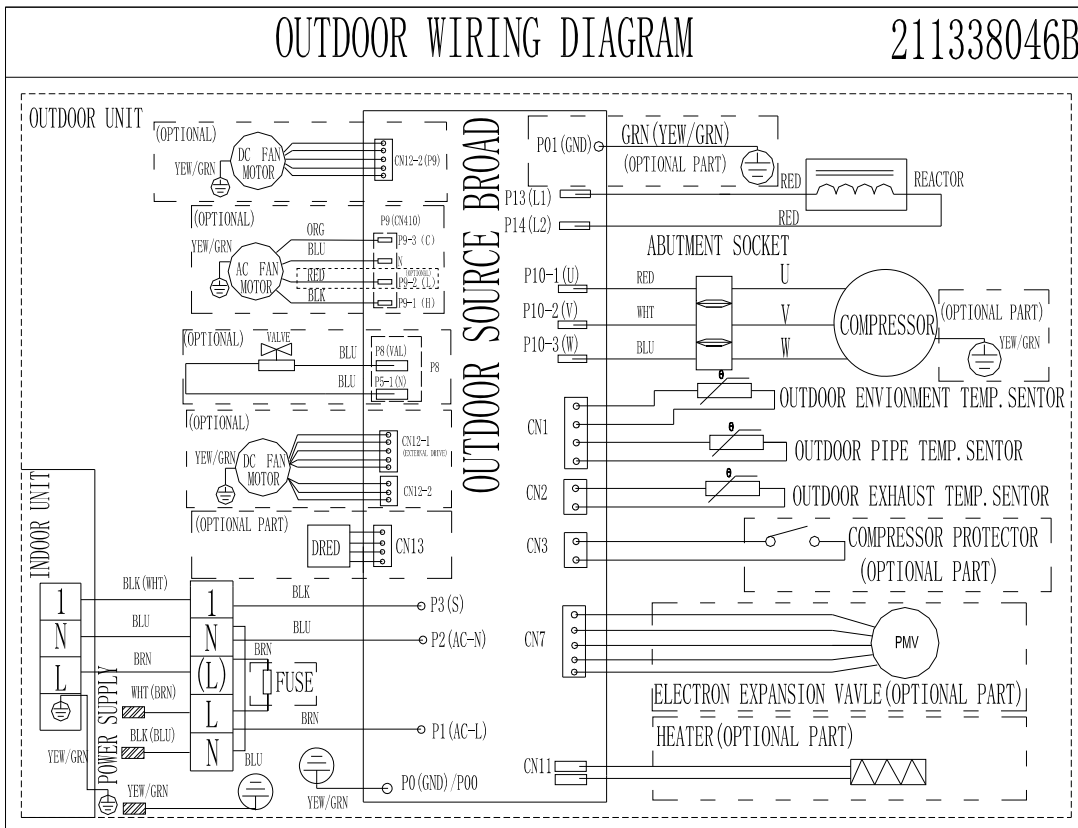 OUTDOOR WIRING DIAGRAM
211338046B
OUTDOOR UNIT
(OPTIONAL)
DC FAN
MOTOR
YEW/GRN
CN12-2(P9)
(OPTIONAL)
P9(CN410)
ORG
BLU
RED
BLK
YEW/GRN
AC FAN
MOTOR
P9-3 (C)
N
(OPTIONAL)
P9-2 (L)
P9-1 (H)
(OPTIONAL)
VALVE
BLU
BLU
P8(VAL)
P5-1(N)
P8
(OPTIONAL)
YEW/GRN
DC FAN
MOTOR
CN12-1
(EXTERNAL DRIVE)
CN12-2
(OPTIONAL PART)
DRED
CN13
OUTDOOR SOURCE BROAD
P01(GND)
GRN(YEW/GRN)
(OPTIONAL PART)
P13(L1)
P14(L2)
RED
RED
REACTOR
ABUTMENT SOCKET
P10-1(U)
P10-2(V)
P10-3(W)
RED
WHT
BLU
U
V
W
COMPRESSOR
(OPTIONAL PART)
YEW/GRN
CN1
θ
OUTDOOR ENVIONMENT TEMP.SENTOR
θ
OUTDOOR PIPE TEMP.SENTOR
CN2
θ
OUTDOOR EXHAUST TEMP.SENTOR
CN3
COMPRESSOR PROTECTOR
(OPTIONAL PART)
CN7
PMV
ELECTRON EXPANSION VAVLE(OPTIONAL PART)
HEATER(OPTIONAL PART)
CN11
INDOOR UNIT
1
N
L
BLK(WHT)
BLU
BRN
WHT(BRN)
BLK(BLU)
YEW/GRN
YEW/GRN
POWER SUPPLY
1
N
(L)
L
N
BLK
BLU
BRN
FUSE
BRN
BLU
YEW/GRN
P3(S)
P2(AC-N)
P1(AC-L)
P0(GND)/P00